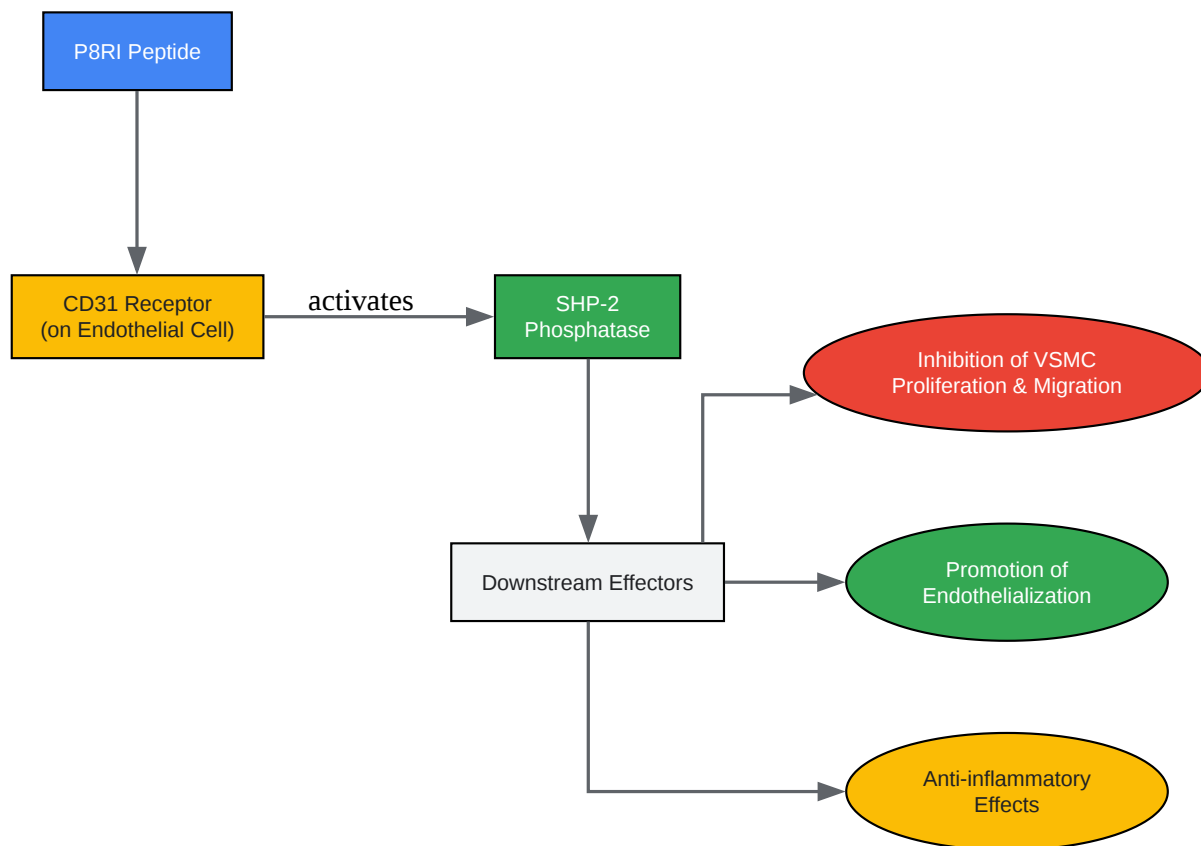 P8RI Peptide
CD31 Receptor
(on Endothelial Cell)
activates
SHP-2
Phosphatase
Inhibition of VSMC
Proliferation & Migration
Downstream Effectors
Promotion of
Endothelialization
Anti-inflammatory
Effects